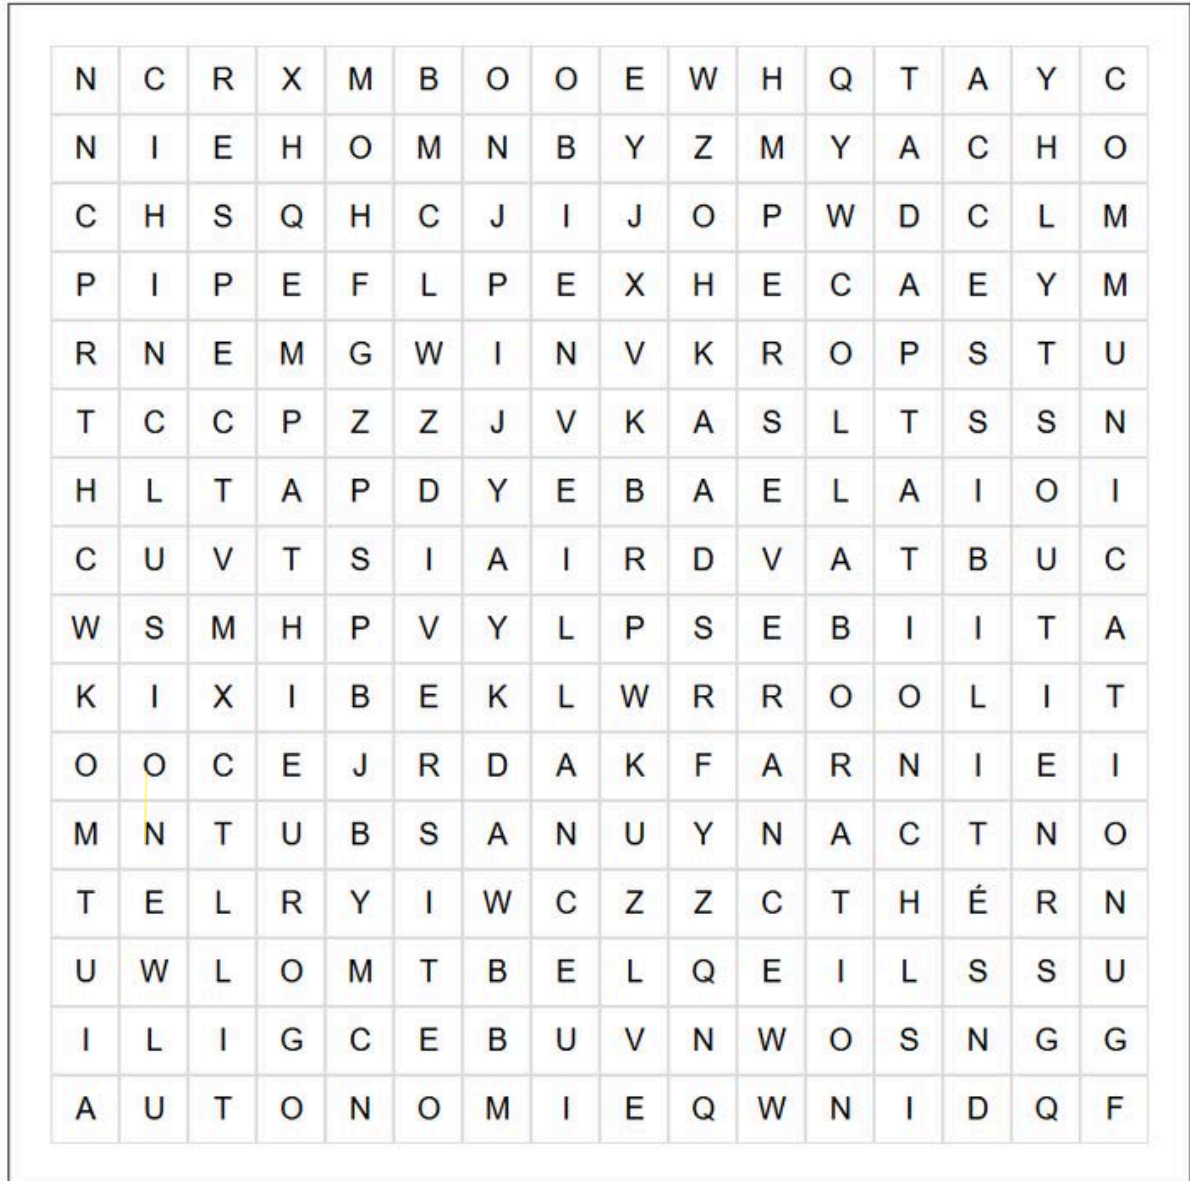 N C R X M B O O E W H Q T A Y C
N I E H O M N B Y Z M Y A C H O
C H S Q H C J I J O P W D C L M
P I P E F L P E X H E C A E Y M
R N E M G W I N V K R O P S T U
T C C P Z Z J V K A S L T S S N
H L T A P D Y E B A E L A I O I
C U V T S I A I R D V A T B U C
W S M H P V Y L P S E B I I T A
K I X I B E K L W R R O O L I T
O O C E J R D A K F A R N I E I
M N T U B S A N U Y N A C T N O
T E L R Y I W C Z Z C T H É R N
U W L O M T B E L Q E I L S S U
I L I G C E B U V N W O S N G G
A U T O N O M I E Q W N I D Q F